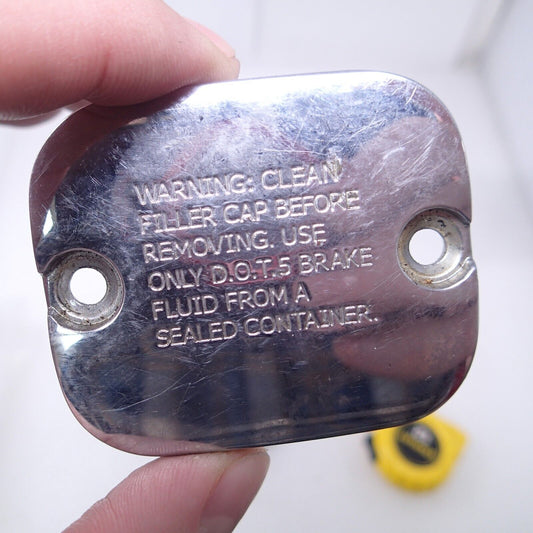 WARNING: CLEAN
FILLER CAP BEFORE
REMOVING. USE
ONLY D.O.T.5 BRAKE
FLUID FROM A
SEALED CONTAINER.